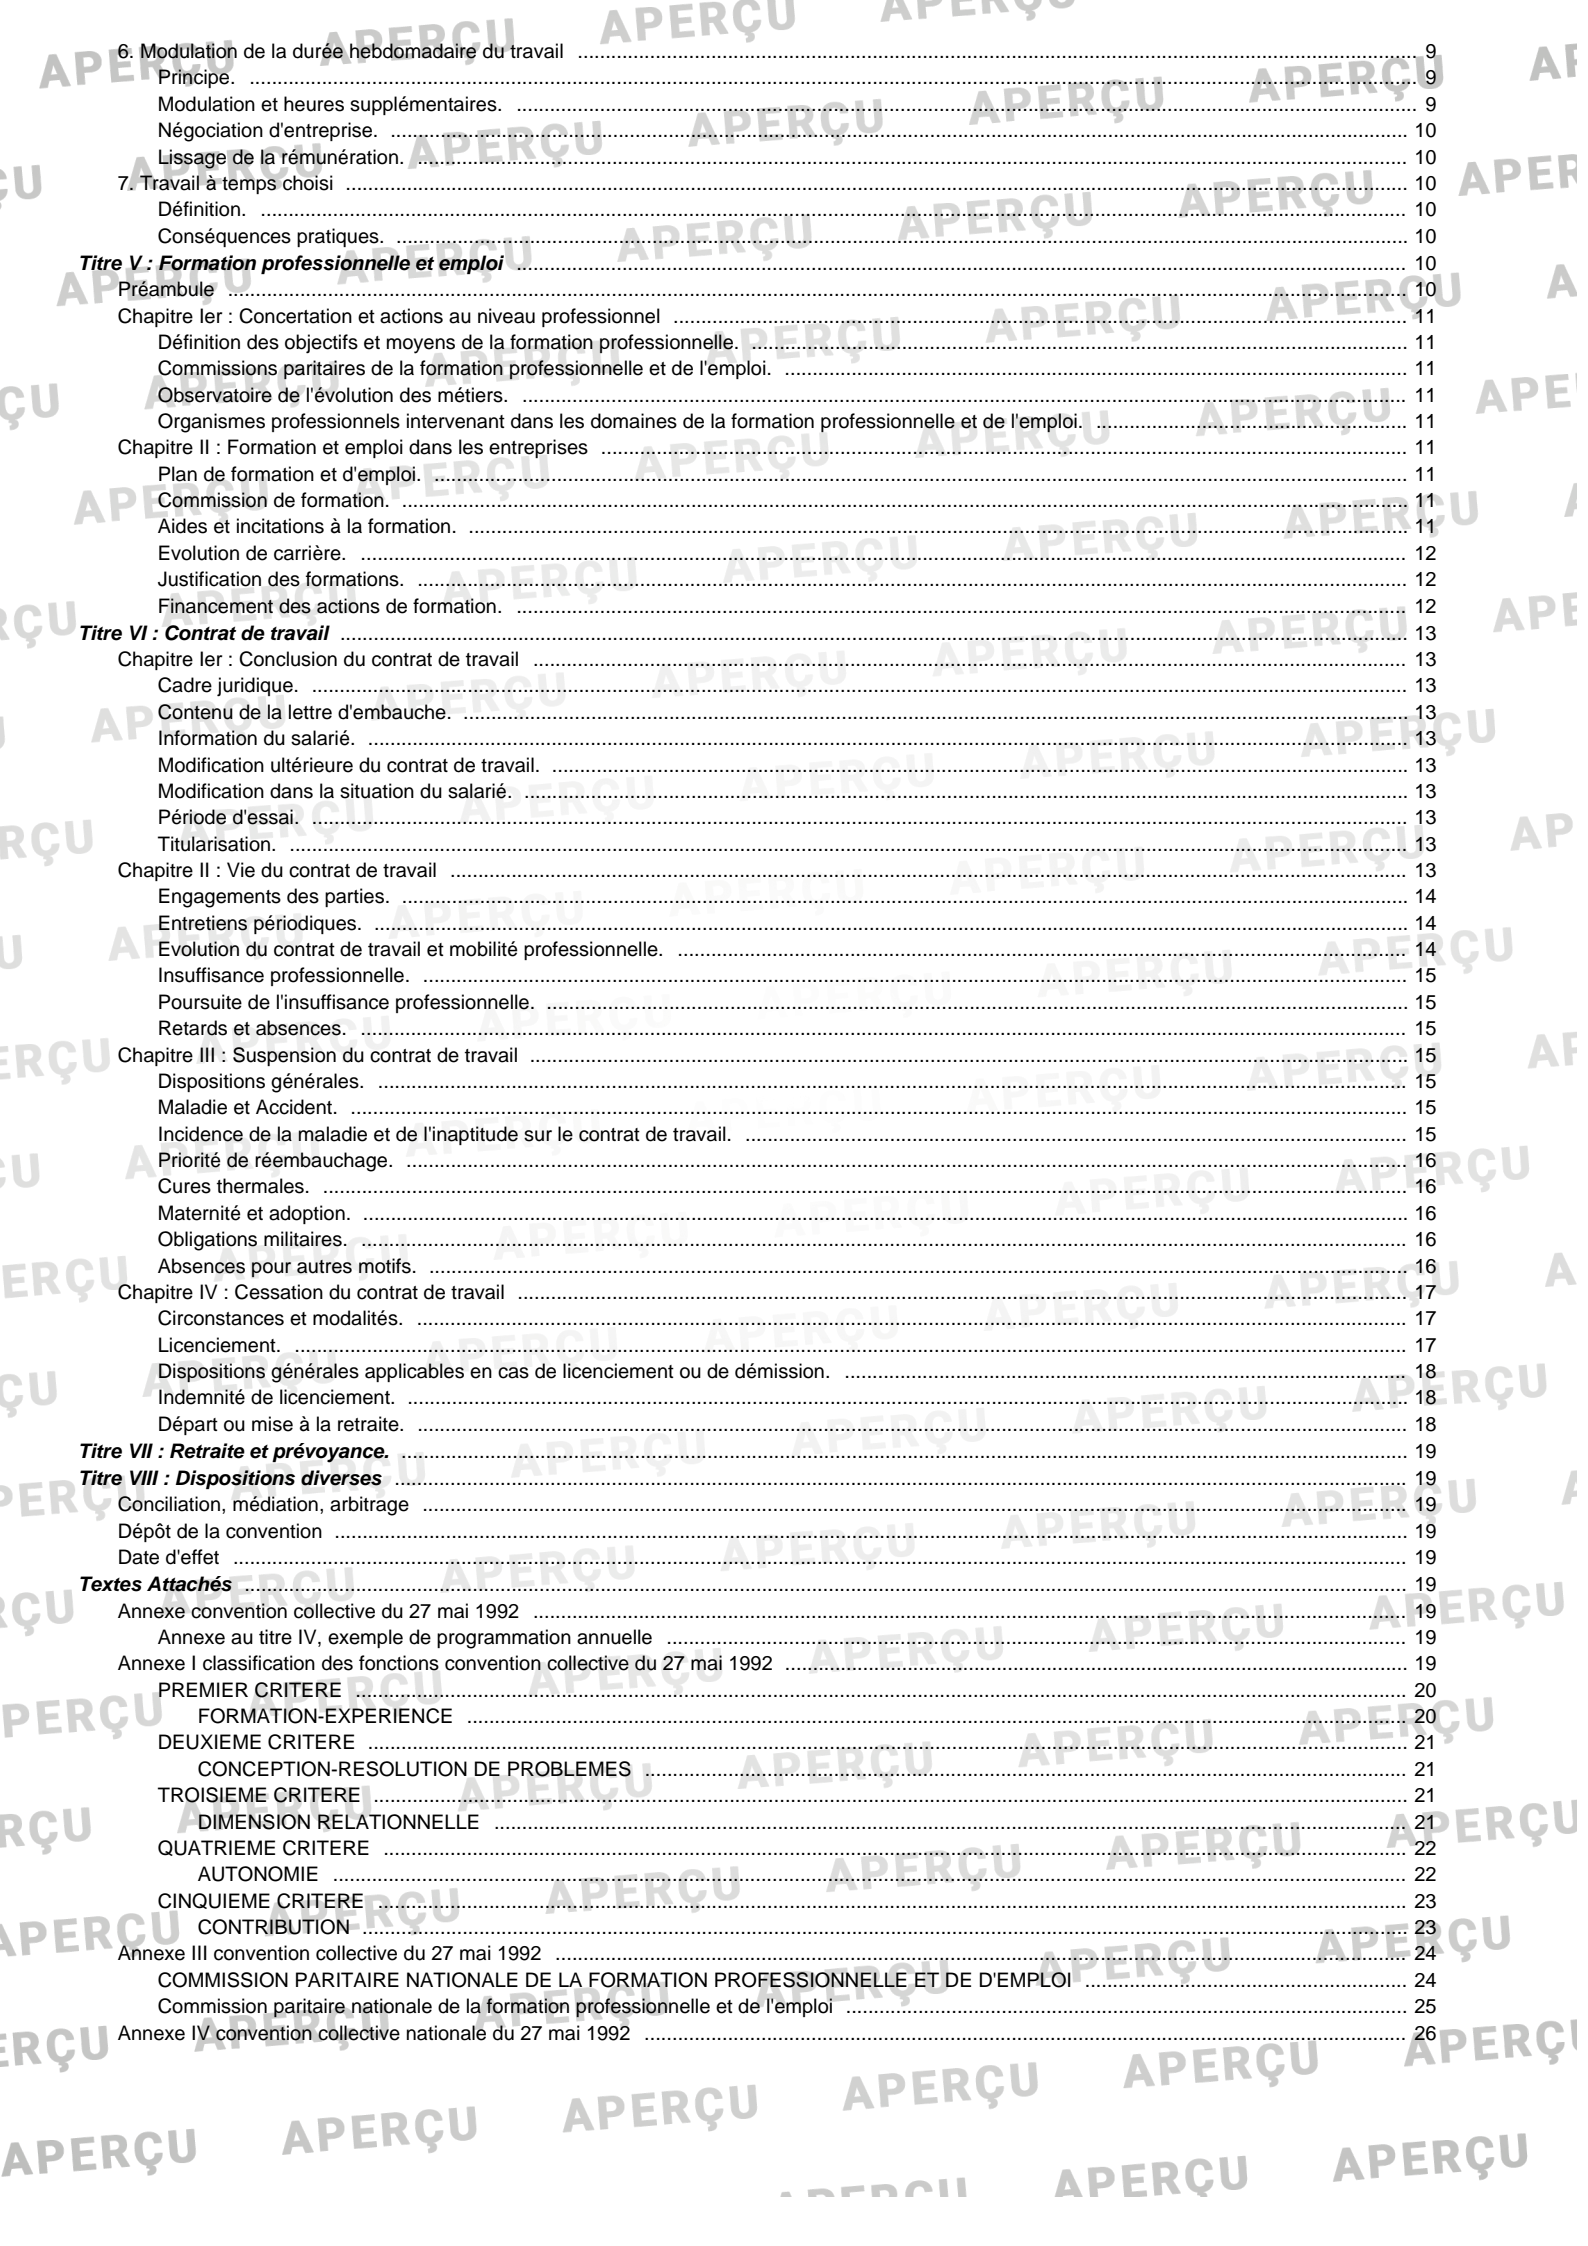 6. Modulation de la durée hebdomadaire du travail ... 9
Principe. ... 9
Modulation et heures supplémentaires. ... 9
Négociation d'entreprise. ... 10
Lissage de la rémunération. ... 10
7. Travail à temps choisi ... 10
Définition. ... 10
Conséquences pratiques. ... 10
Titre V : Formation professionnelle et emploi ... 10
Préambule ... 10
Chapitre Ier : Concertation et actions au niveau professionnel ... 11
Définition des objectifs et moyens de la formation professionnelle. ... 11
Commissions paritaires de la formation professionnelle et de l'emploi. ... 11
Observatoire de l'évolution des métiers. ... 11
Organismes professionnels intervenant dans les domaines de la formation professionnelle et de l'emploi. ... 11
Chapitre II : Formation et emploi dans les entreprises ... 11
Plan de formation et d'emploi. ... 11
Commission de formation. ... 11
Aides et incitations à la formation. ... 11
Evolution de carrière. ... 12
Justification des formations. ... 12
Financement des actions de formation. ... 12
Titre VI : Contrat de travail ... 13
Chapitre Ier : Conclusion du contrat de travail ... 13
Cadre juridique. ... 13
Contenu de la lettre d'embauche. ... 13
Information du salarié. ... 13
Modification ultérieure du contrat de travail. ... 13
Modification dans la situation du salarié. ... 13
Période d'essai. ... 13
Titularisation. ... 13
Chapitre II : Vie du contrat de travail ... 13
Engagements des parties. ... 14
Entretiens périodiques. ... 14
Evolution du contrat de travail et mobilité professionnelle. ... 14
Insuffisance professionnelle. ... 15
Poursuite de l'insuffisance professionnelle. ... 15
Retards et absences. ... 15
Chapitre III : Suspension du contrat de travail ... 15
Dispositions générales. ... 15
Maladie et Accident. ... 15
Incidence de la maladie et de l'inaptitude sur le contrat de travail. ... 15
Priorité de réembauchage. ... 16
Cures thermales. ... 16
Maternité et adoption. ... 16
Obligations militaires. ... 16
Absences pour autres motifs. ... 16
Chapitre IV : Cessation du contrat de travail ... 17
Circonstances et modalités. ... 17
Licenciement. ... 17
Dispositions générales applicables en cas de licenciement ou de démission. ... 18
Indemnité de licenciement. ... 18
Départ ou mise à la retraite. ... 18
Titre VII : Retraite et prévoyance. ... 19
Titre VIII : Dispositions diverses ... 19
Conciliation, médiation, arbitrage ... 19
Dépôt de la convention ... 19
Date d'effet ... 19
Textes Attachés ... 19
Annexe convention collective du 27 mai 1992 ... 19
Annexe au titre IV, exemple de programmation annuelle ... 19
Annexe I classification des fonctions convention collective du 27 mai 1992 ... 19
PREMIER CRITERE ... 20
FORMATION-EXPERIENCE ... 20
DEUXIEME CRITERE ... 21
CONCEPTION-RESOLUTION DE PROBLEMES ... 21
TROISIEME CRITERE ... 21
DIMENSION RELATIONNELLE ... 21
QUATRIEME CRITERE ... 22
AUTONOMIE ... 22
CINQUIEME CRITERE ... 23
CONTRIBUTION ... 23
Annexe III convention collective du 27 mai 1992 ... 24
COMMISSION PARITAIRE NATIONALE DE LA FORMATION PROFESSIONNELLE ET DE D'EMPLOI ... 24
Commission paritaire nationale de la formation professionnelle et de l'emploi ... 25
Annexe IV convention collective nationale du 27 mai 1992 ... 26
APERÇU